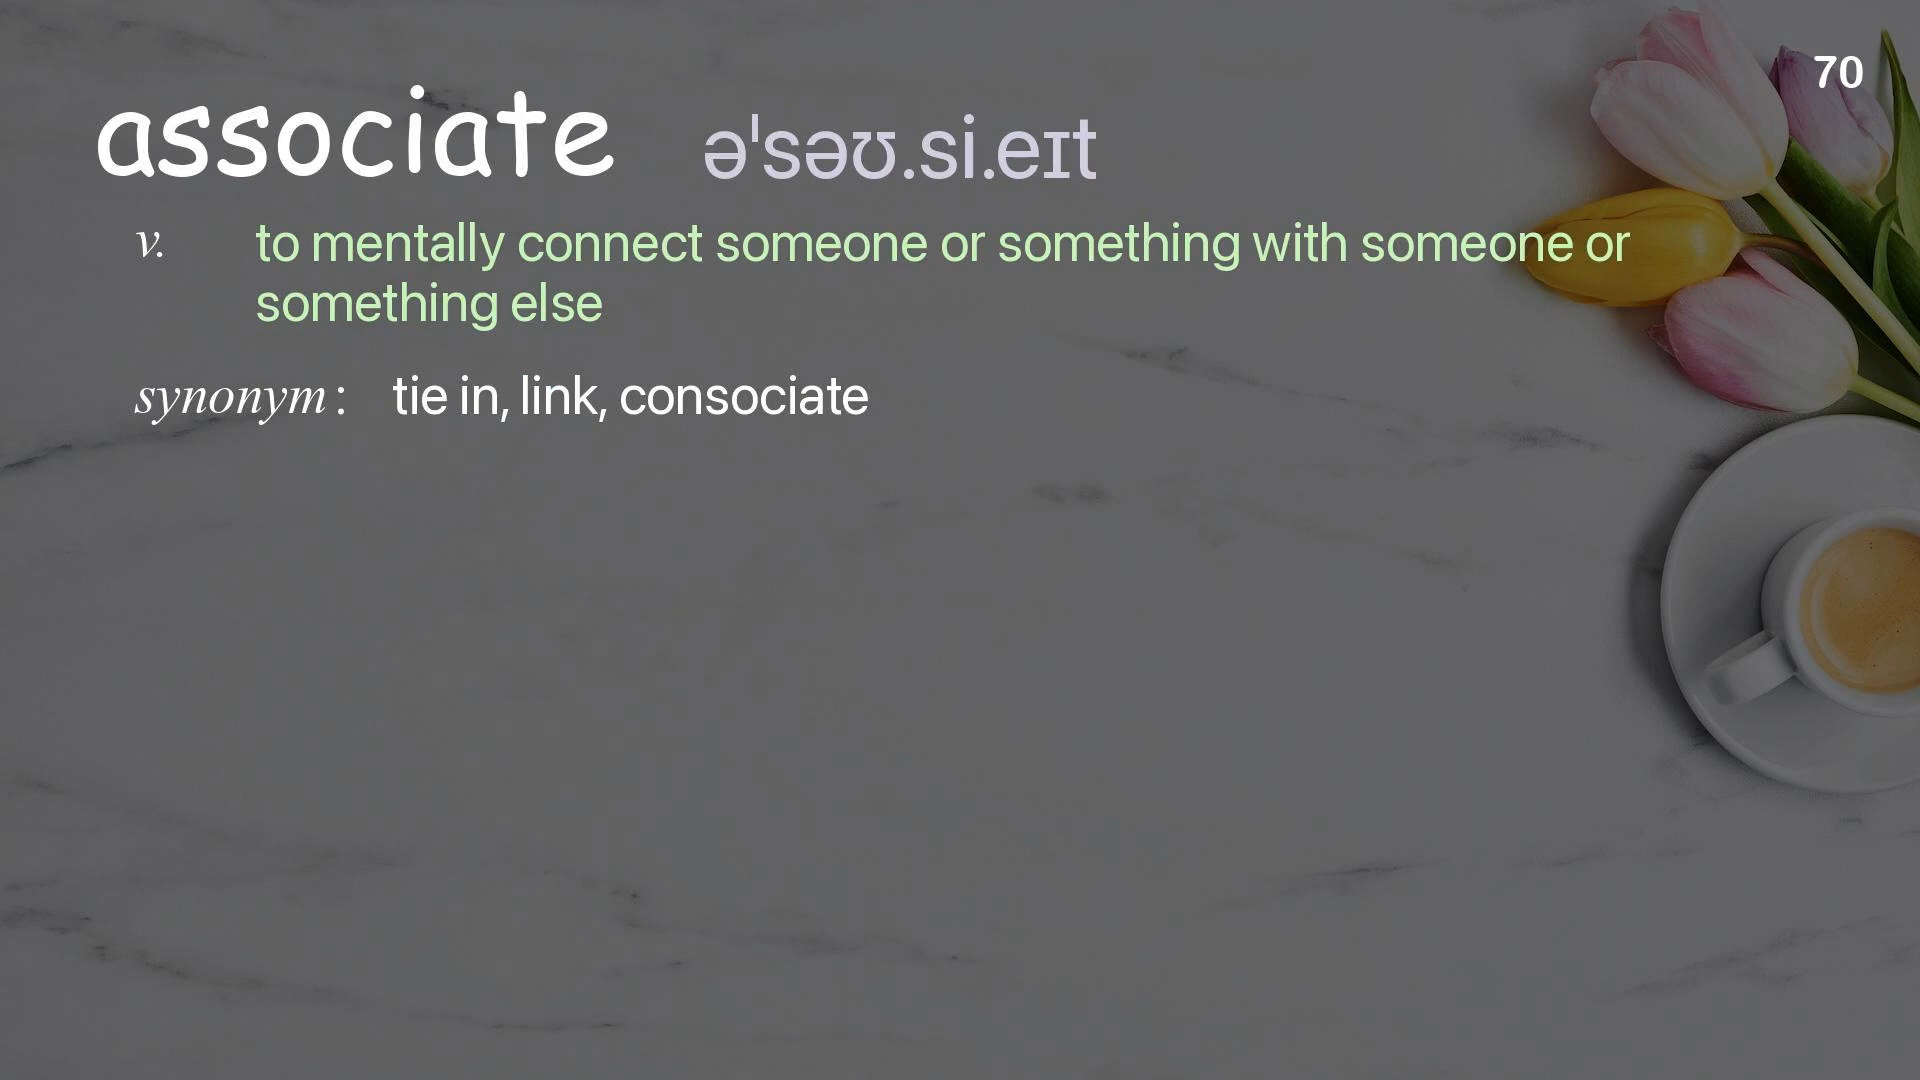 70
associate əˈsəʊ.si.eɪt
v. to mentally connect someone or something with someone or
something else
synonym : tie in, link, consociate